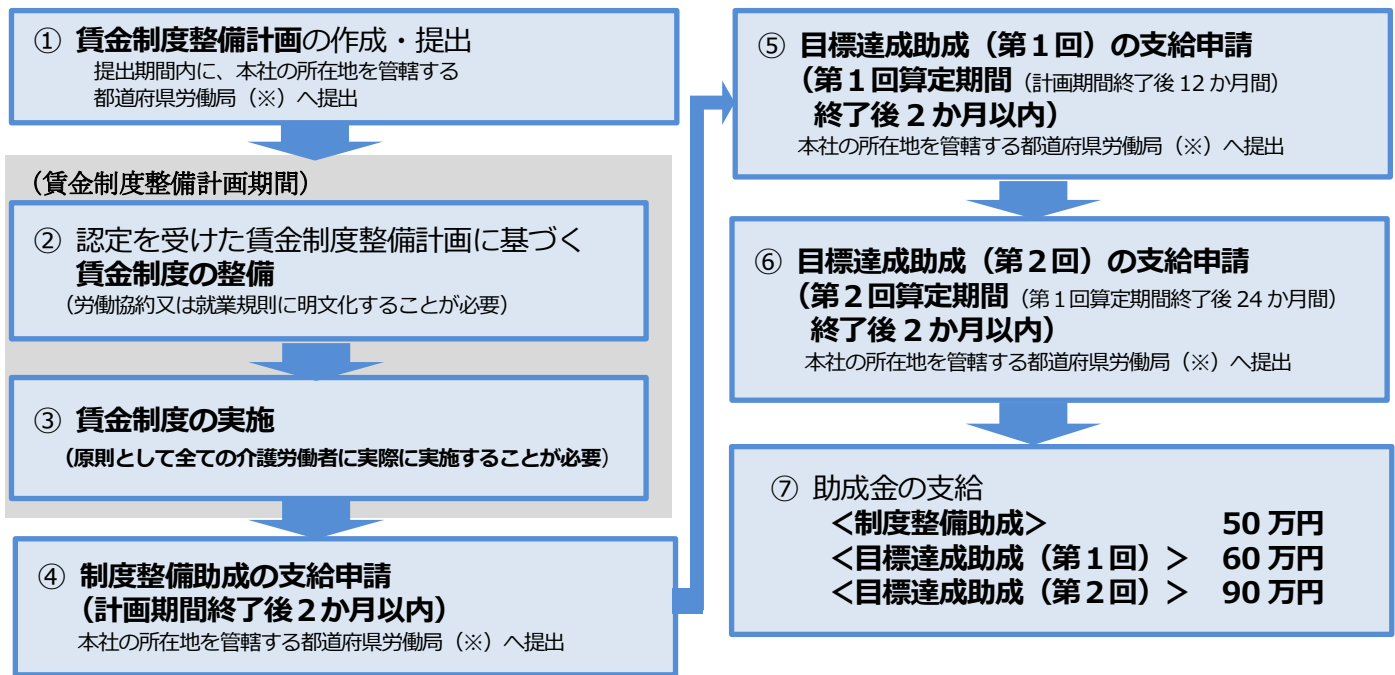 ① 賃金制度整備計画の作成・提出
提出期間内に、本社の所在地を管轄する
都道府県労働局（※）へ提出
（賃金制度整備計画期間）
② 認定を受けた賃金制度整備計画に基づく
賃金制度の整備
（労働協約又は就業規則に明文化することが必要）
③ 賃金制度の実施
（原則として全ての介護労働者に実際に実施することが必要）
④ 制度整備助成の支給申請
（計画期間終了後２か月以内）
本社の所在地を管轄する都道府県労働局（※）へ提出
⑤ 目標達成助成（第１回）の支給申請
（第１回算定期間（計画期間終了後 12 か月間）
終了後 2 か月以内）
本社の所在地を管轄する都道府県労働局（※）へ提出
⑥ 目標達成助成（第２回）の支給申請
（第２回算定期間（第１回算定期間終了後 24 か月間）
終了後 2 か月以内）
本社の所在地を管轄する都道府県労働局（※）へ提出
⑦ 助成金の支給
＜制度整備助成＞ 50 万円
＜目標達成助成（第１回）＞ 60 万円
＜目標達成助成（第２回）＞ 90 万円